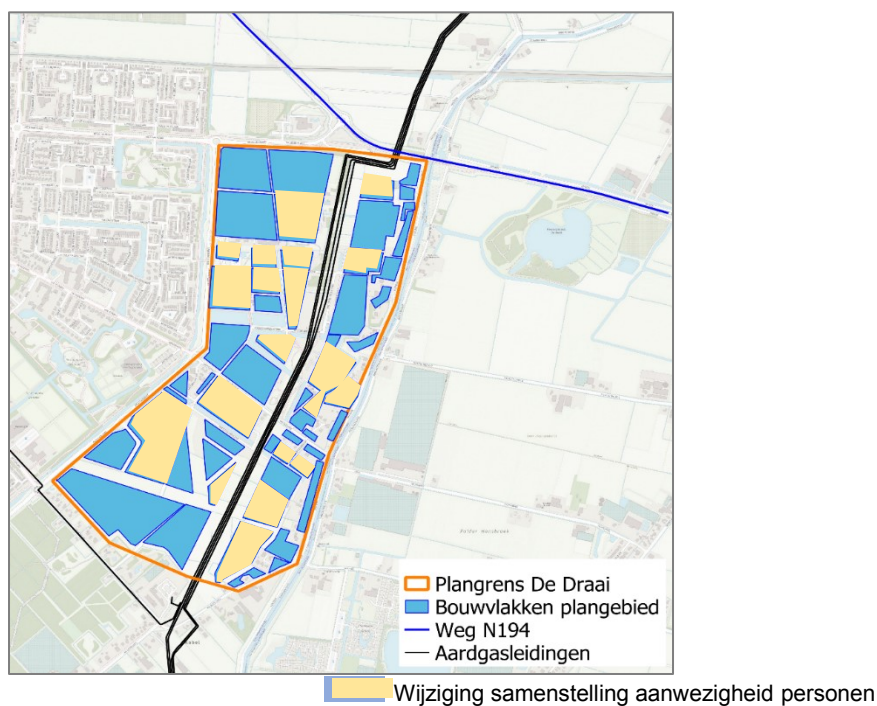 Plangrens De Draai
Bouwvlakken plangebied
Weg N194
Aardgasleidingen
Wijziging samenstelling aanwezigheid personen